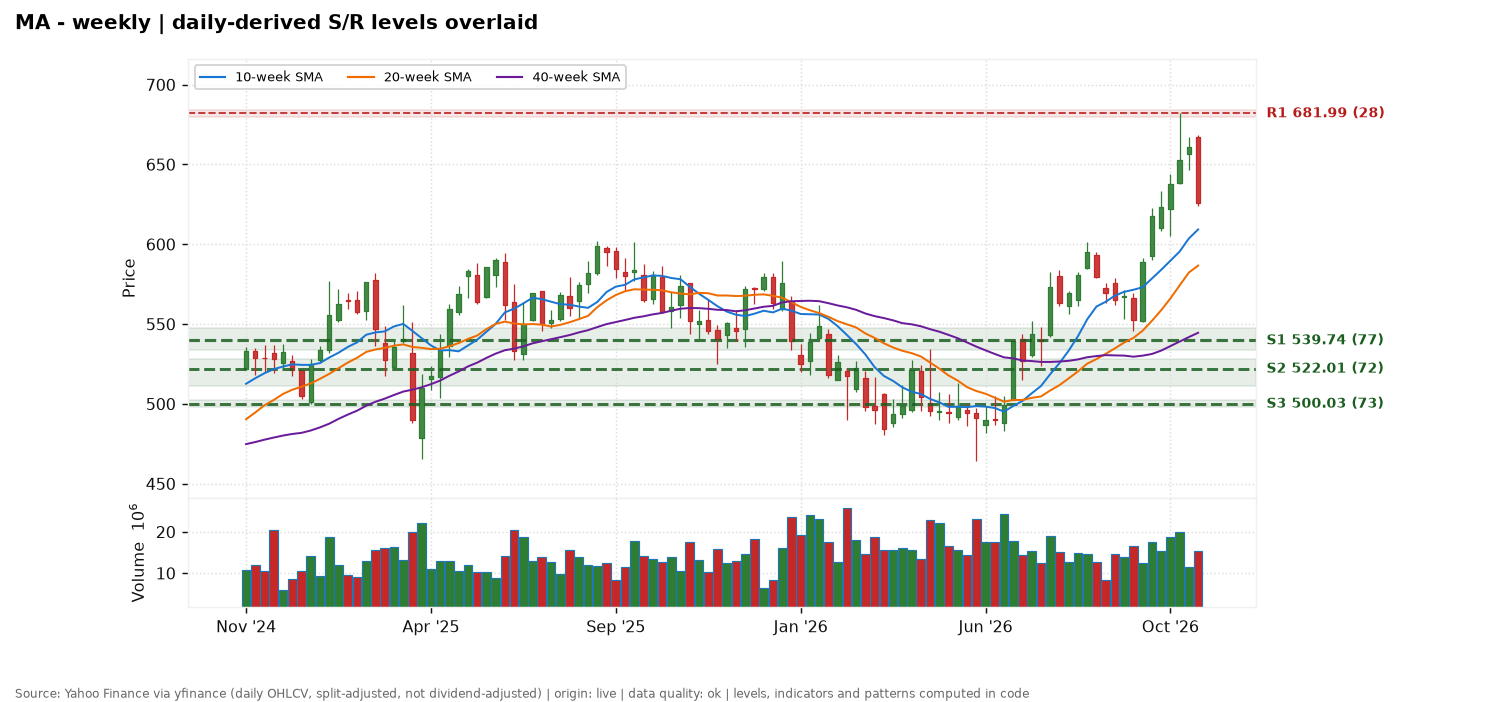 MA - weekly | daily-derived S/R levels overlaid
10-week SMA
20-week SMA
40-week SMA
Price
700
650
600
550
500
450
R1 681.99 (28)
S1 539.74 (77)
S2 522.01 (72)
S3 500.03 (73)
Volume 10⁶
20
10
Nov '24
Apr '25
Sep '25
Jan '26
Jun '26
Oct '26
Source: Yahoo Finance via yfinance (daily OHLCV, split-adjusted, not dividend-adjusted) | origin: live | data quality: ok | levels, indicators and patterns computed in code